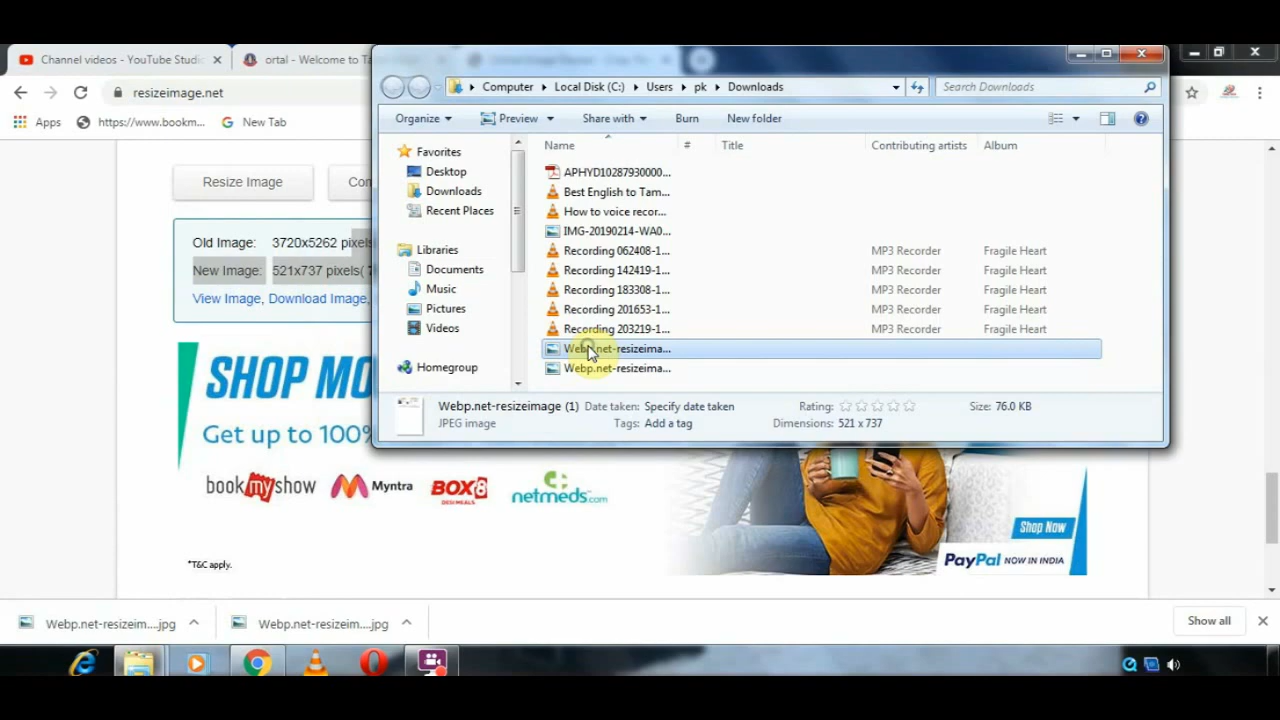 Channel videos - YouTube Studi
ortal - Welcome to Ta
resizeimage.net
Apps https://www.bookm... New Tab
Computer Local Disk (C:) Users pk Downloads Search Downloads
Organize Preview Share with Burn New folder
Name # Title Contributing artists Album
Favorites
Desktop
Downloads
Recent Places
Libraries
Documents
Music
Pictures
Videos
Homegroup
APHYD10287930000...
Best English to Tam...
How to voice recor...
IMG-20190214-WA0...
Recording 062408-1... MP3 Recorder Fragile Heart
Recording 142419-1... MP3 Recorder Fragile Heart
Recording 183308-1... MP3 Recorder Fragile Heart
Recording 201653-1... MP3 Recorder Fragile Heart
Recording 203219-1... MP3 Recorder Fragile Heart
Webp.net-resizeima...
Webp.net-resizeima...
Webp.net-resizeimage (1) Date taken: Specify date taken Rating: Size: 76.0 KB
JPEG image Tags: Add a tag Dimensions: 521 x 737
Resize Image Con
Old Image: 3720x5262 pixels
New Image: 521x737 pixels( 7
View Image, Download Image,
SHOP MO
Get up to 100%
bookmyshow Myntra BOX8 DESI MEALS netmeds.com
Shop Now
PayPal NOW IN INDIA
*T&C apply.
Webp.net-resizeim....jpg Webp.net-resizeim....jpg Show all